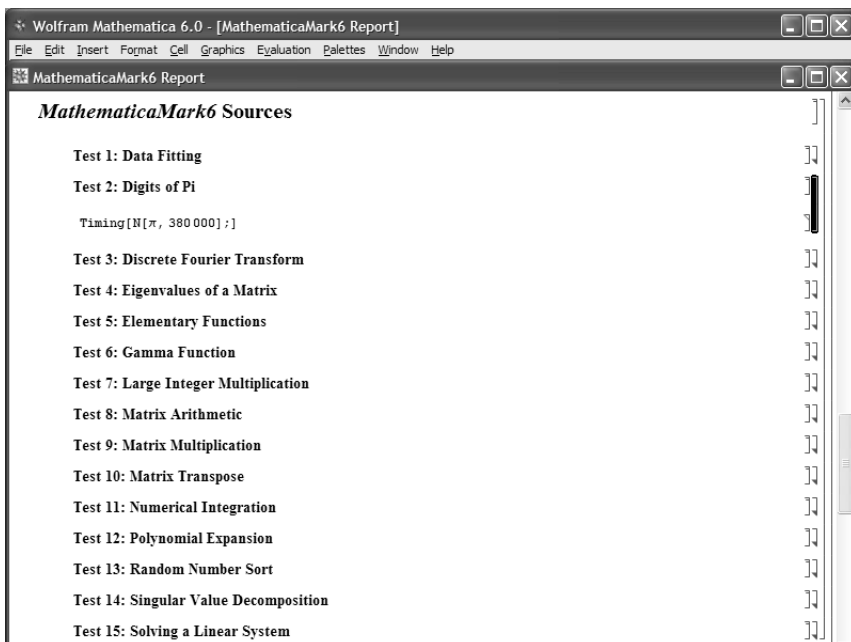 Wolfram Mathematica 6.0 - [MathematicaMark6 Report]
File Edit Insert Format Cell Graphics Evaluation Palettes Window Help
MathematicaMark6 Report
MathematicaMark6 Sources
Test 1: Data Fitting
Test 2: Digits of Pi
Timing[N[π, 380 000];]
Test 3: Discrete Fourier Transform
Test 4: Eigenvalues of a Matrix
Test 5: Elementary Functions
Test 6: Gamma Function
Test 7: Large Integer Multiplication
Test 8: Matrix Arithmetic
Test 9: Matrix Multiplication
Test 10: Matrix Transpose
Test 11: Numerical Integration
Test 12: Polynomial Expansion
Test 13: Random Number Sort
Test 14: Singular Value Decomposition
Test 15: Solving a Linear System